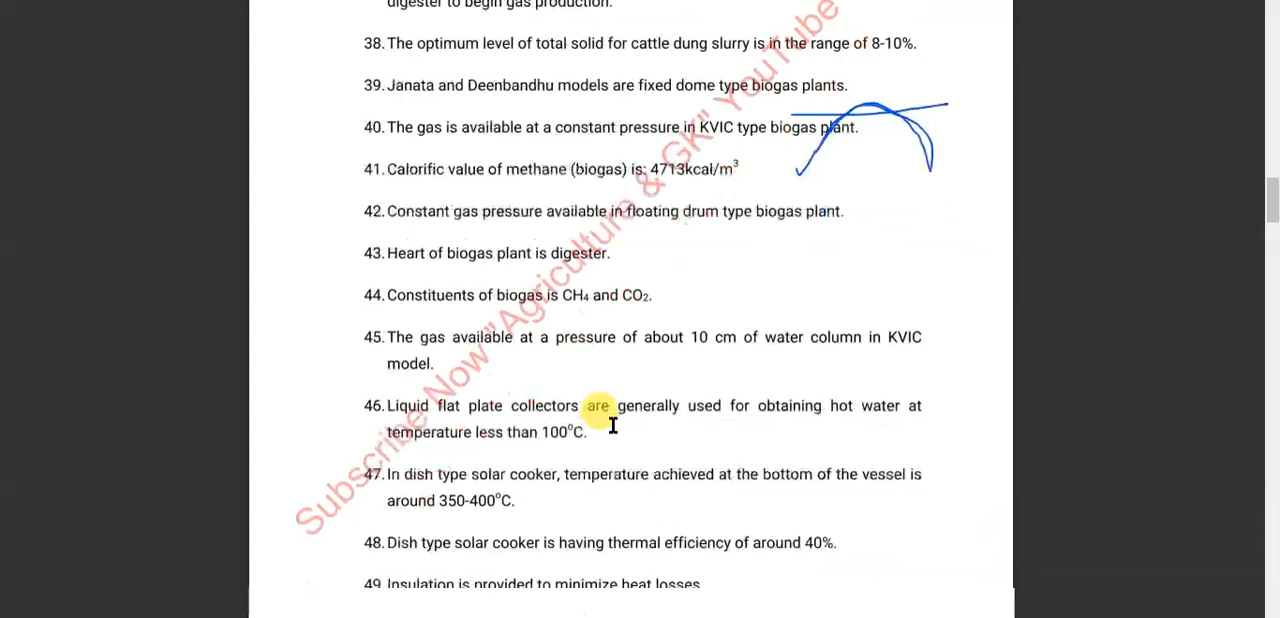 digester to begin gas production.
38. The optimum level of total solid for cattle dung slurry is in the range of 8-10%.
39. Janata and Deenbandhu models are fixed dome type biogas plants.
40. The gas is available at a constant pressure in KVIC type biogas plant.
41. Calorific value of methane (biogas) is: 4713kcal/m³
42. Constant gas pressure available in floating drum type biogas plant.
43. Heart of biogas plant is digester.
44. Constituents of biogas is CH₄ and CO₂.
45. The gas available at a pressure of about 10 cm of water column in KVIC
model.
46. Liquid flat plate collectors are generally used for obtaining hot water at
temperature less than 100⁰C.
47. In dish type solar cooker, temperature achieved at the bottom of the vessel is
around 350-400⁰C.
48. Dish type solar cooker is having thermal efficiency of around 40%.
49 Insulation is provided to minimize heat losses
Subscribe Now "Agriculture & GK" YouTube